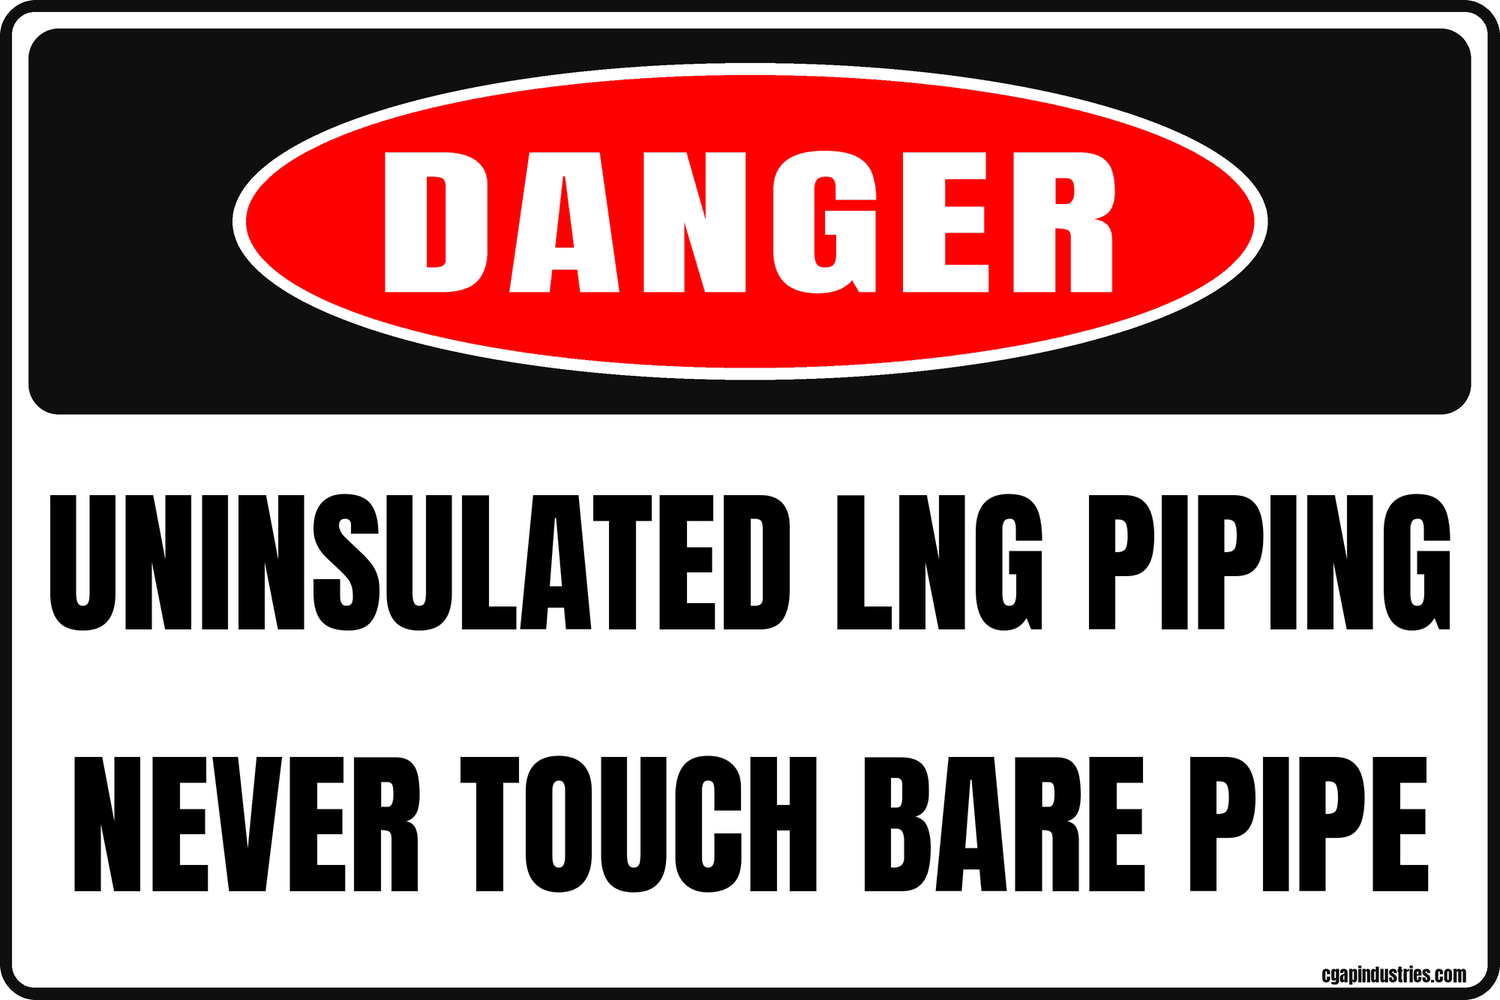 DANGER
UNINSULATED LNG PIPING
NEVER TOUCH BARE PIPE
cgapindustries.com